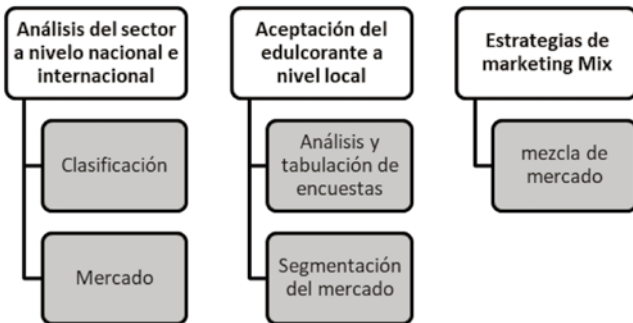 Análisis del sector
a nivelo nacional e
internacional
Clasificación
Mercado
Aceptación del
edulcorante a
nivel local
Análisis y
tabulación de
encuestas
Segmentación
del mercado
Estrategias de
marketing Mix
mezcla de
mercado